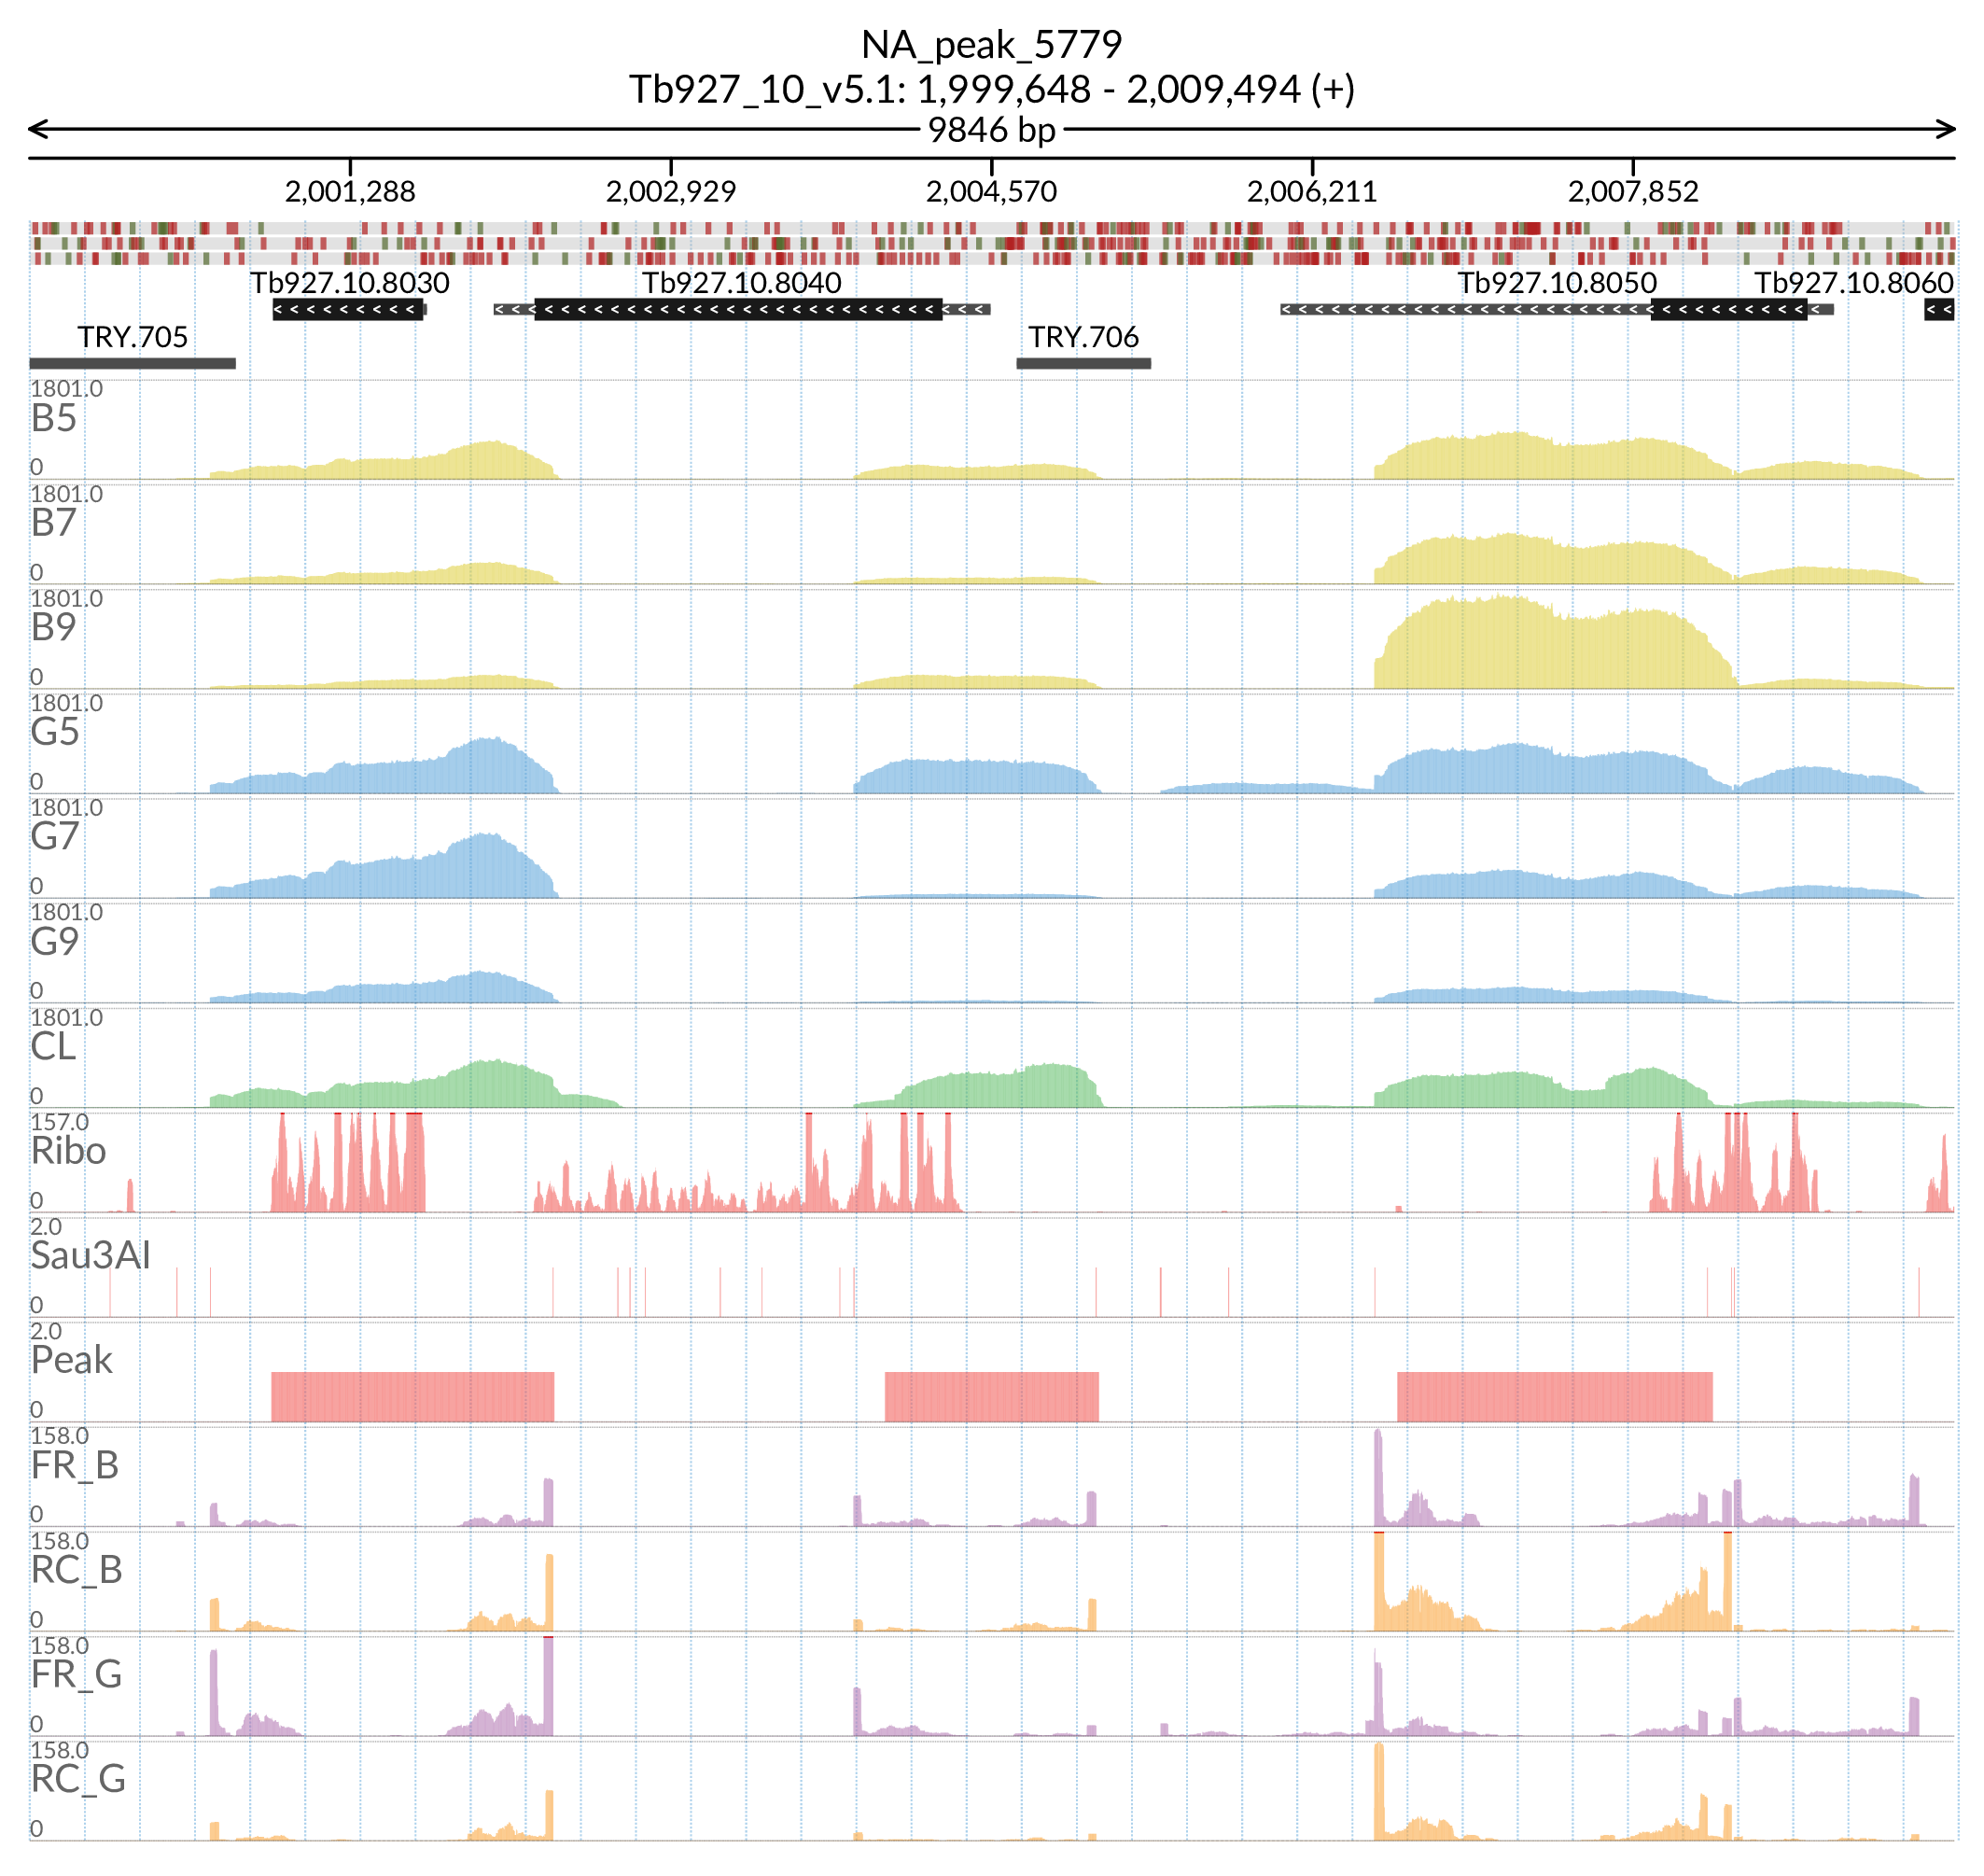 NA_peak_5779
Tb927_10_v5.1: 1,999,648 - 2,009,494 (+)
9846 bp
2,001,288 2,002,929 2,004,570 2,006,211 2,007,852
Tb927.10.8030 Tb927.10.8040 Tb927.10.8050 Tb927.10.8060
TRY.705 TRY.706
1801.0
B5
0
1801.0
B7
0
1801.0
B9
0
1801.0
G5
0
1801.0
G7
0
1801.0
G9
0
1801.0
CL
0
157.0
Ribo
0
2.0
Sau3AI
0
2.0
Peak
0
158.0
FR_B
0
158.0
RC_B
0
158.0
FR_G
0
158.0
RC_G
0